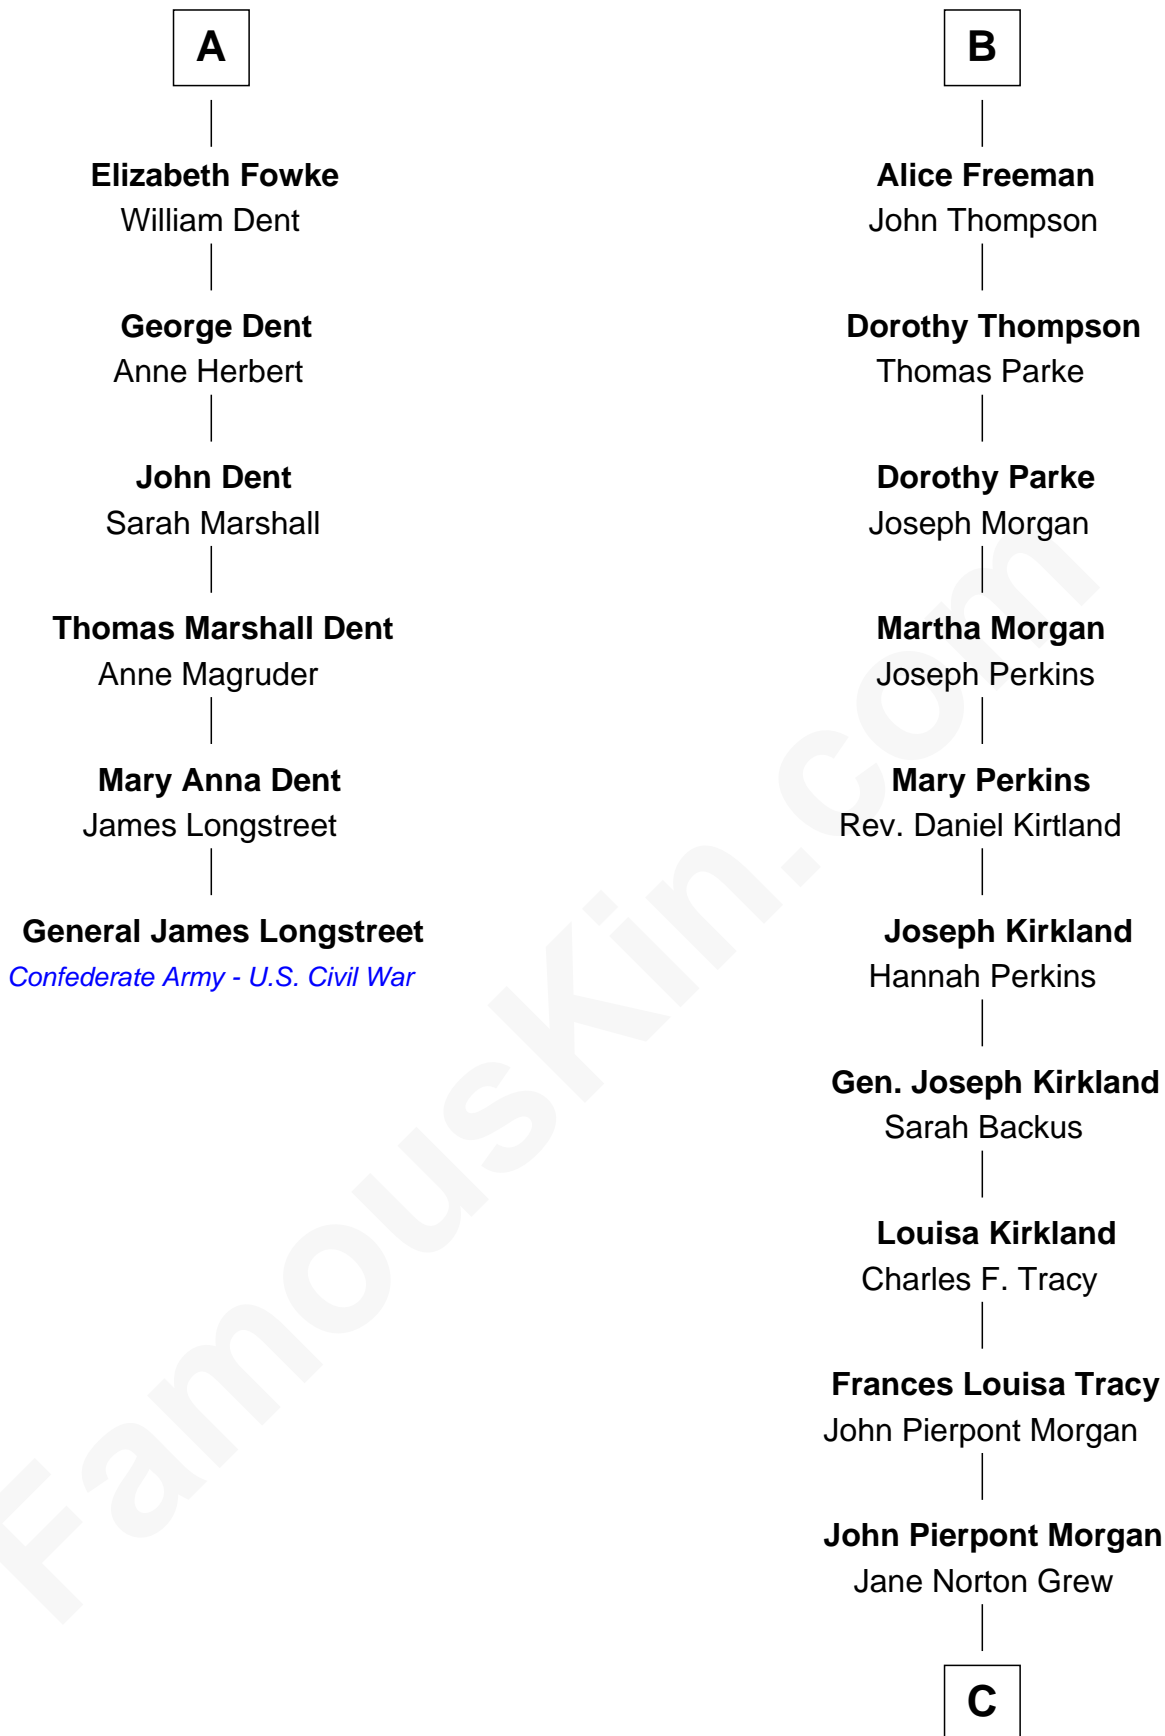 A
Elizabeth Fowke
William Dent
George Dent
Anne Herbert
John Dent
Sarah Marshall
Thomas Marshall Dent
Anne Magruder
Mary Anna Dent
James Longstreet
General James Longstreet
Confederate Army - U.S. Civil War
B
Alice Freeman
John Thompson
Dorothy Thompson
Thomas Parke
Dorothy Parke
Joseph Morgan
Martha Morgan
Joseph Perkins
Mary Perkins
Rev. Daniel Kirtland
Joseph Kirkland
Hannah Perkins
Gen. Joseph Kirkland
Sarah Backus
Louisa Kirkland
Charles F. Tracy
Frances Louisa Tracy
John Pierpont Morgan
John Pierpont Morgan
Jane Norton Grew
C
FamousKin.com